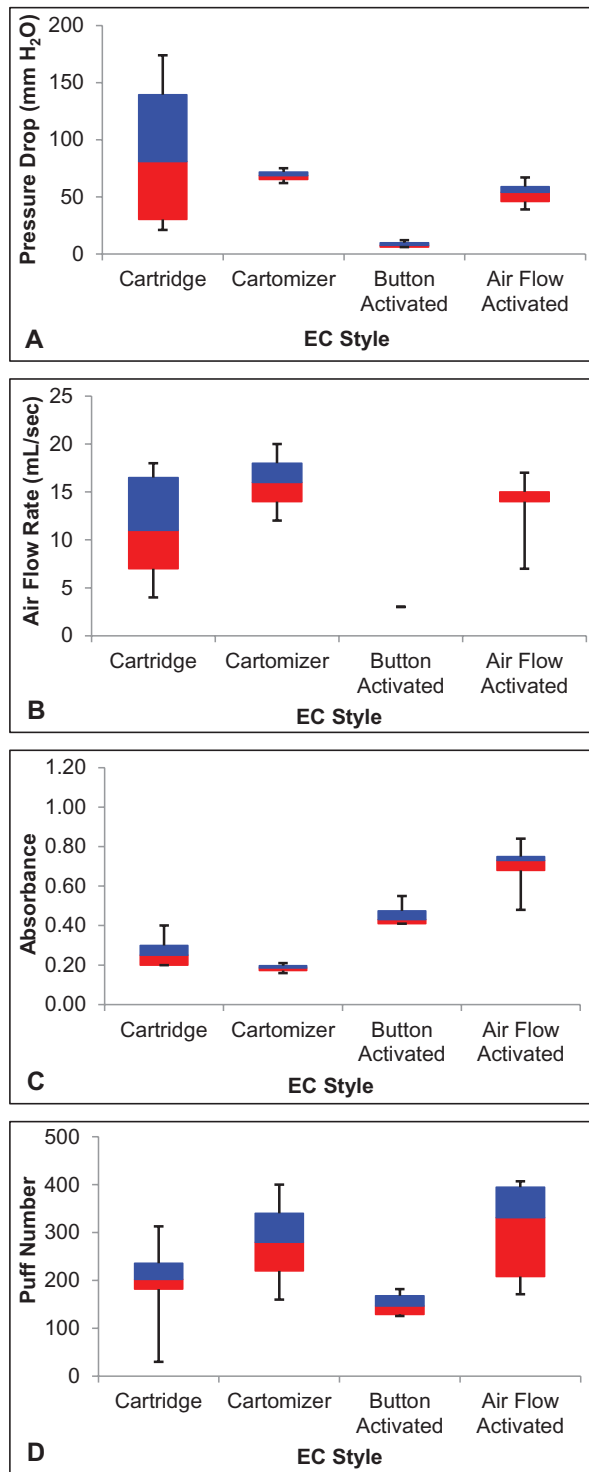 Pressure Drop (mm H₂O)
200
150
100
50
0
Cartridge
Cartomizer
Button
Activated
Air Flow
Activated
A
EC Style
Air Flow Rate (mL/sec)
25
20
15
10
5
0
Cartridge
Cartomizer
Button
Activated
Air Flow
Activated
B
EC Style
Absorbance
1.20
1.00
0.80
0.60
0.40
0.20
0.00
Cartridge
Cartomizer
Button
Activated
Air Flow
Activated
C
EC Style
Puff Number
500
400
300
200
100
0
Cartridge
Cartomizer
Button
Activated
Air Flow
Activated
D
EC Style